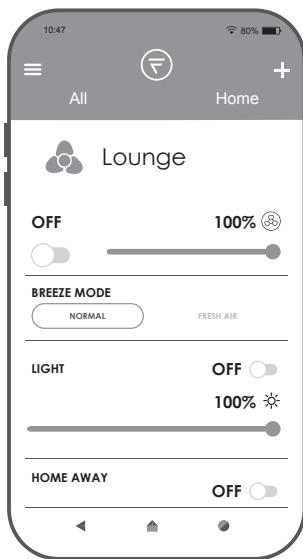 10:47 80%
All Home
Lounge
OFF 100%
BREEZE MODE
NORMAL FRESH AIR
LIGHT OFF
100%
HOME AWAY
OFF